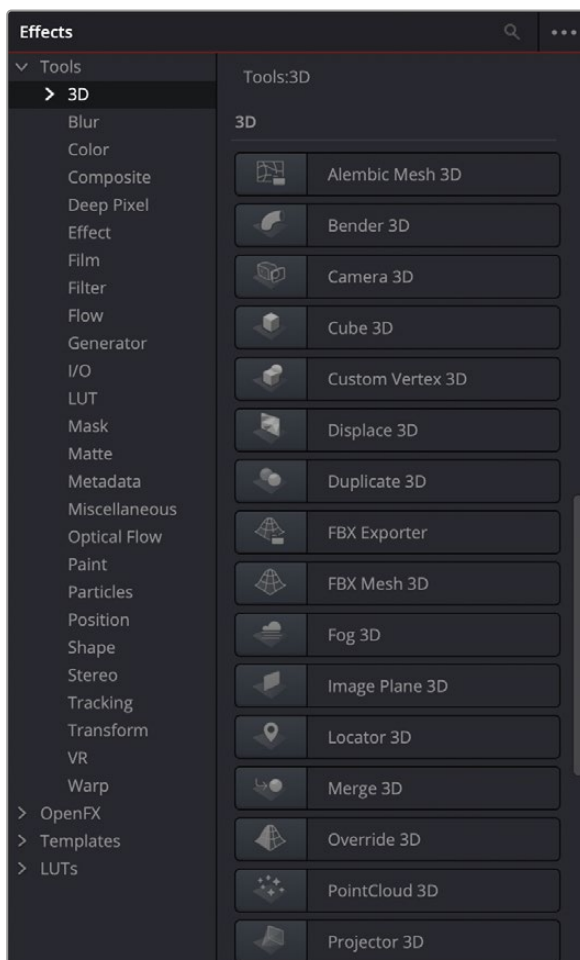 Effects
Tools
3D
Blur
Color
Composite
Deep Pixel
Effect
Film
Filter
Flow
Generator
I/O
LUT
Mask
Matte
Metadata
Miscellaneous
Optical Flow
Paint
Particles
Position
Shape
Stereo
Tracking
Transform
VR
Warp
OpenFX
Templates
LUTs
Tools:3D
3D
Alembic Mesh 3D
Bender 3D
Camera 3D
Cube 3D
Custom Vertex 3D
Displace 3D
Duplicate 3D
FBX Exporter
FBX Mesh 3D
Fog 3D
Image Plane 3D
Locator 3D
Merge 3D
Override 3D
PointCloud 3D
Projector 3D